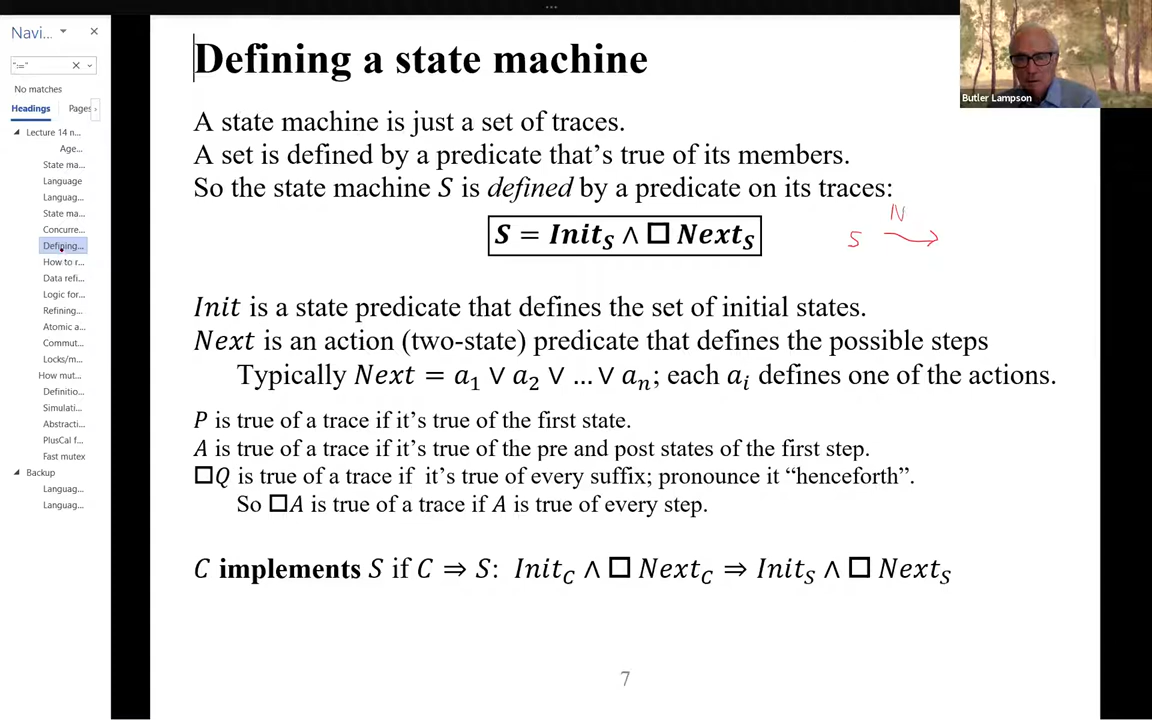 Navi...
":="
No matches
Headings
Pages
Lecture 14 n...
Age...
State ma...
Language
Languag...
State ma...
Concurre...
Defining...
How to r...
Data refi...
Logic for...
Refining...
Atomic a...
Commut...
Locks/m...
How mut...
Definitio...
Simulati...
Abstracti...
PlusCal f...
Fast mutex
Backup
Languag...
Languag...
Defining a state machine
A state machine is just a set of traces.
A set is defined by a predicate that's true of its members.
So the state machine S is defined by a predicate on its traces:
S = Init_S ∧ □ Next_S
N
S →
Init is a state predicate that defines the set of initial states.
Next is an action (two-state) predicate that defines the possible steps
Typically Next = a₁ ∨ a₂ ∨ … ∨ aₙ; each aᵢ defines one of the actions.
P is true of a trace if it's true of the first state.
A is true of a trace if it's true of the pre and post states of the first step.
□Q is true of a trace if it's true of every suffix; pronounce it “henceforth”.
So □A is true of a trace if A is true of every step.
C implements S if C ⇒ S: Init_C ∧ □ Next_C ⇒ Init_S ∧ □ Next_S
7
Butler Lampson